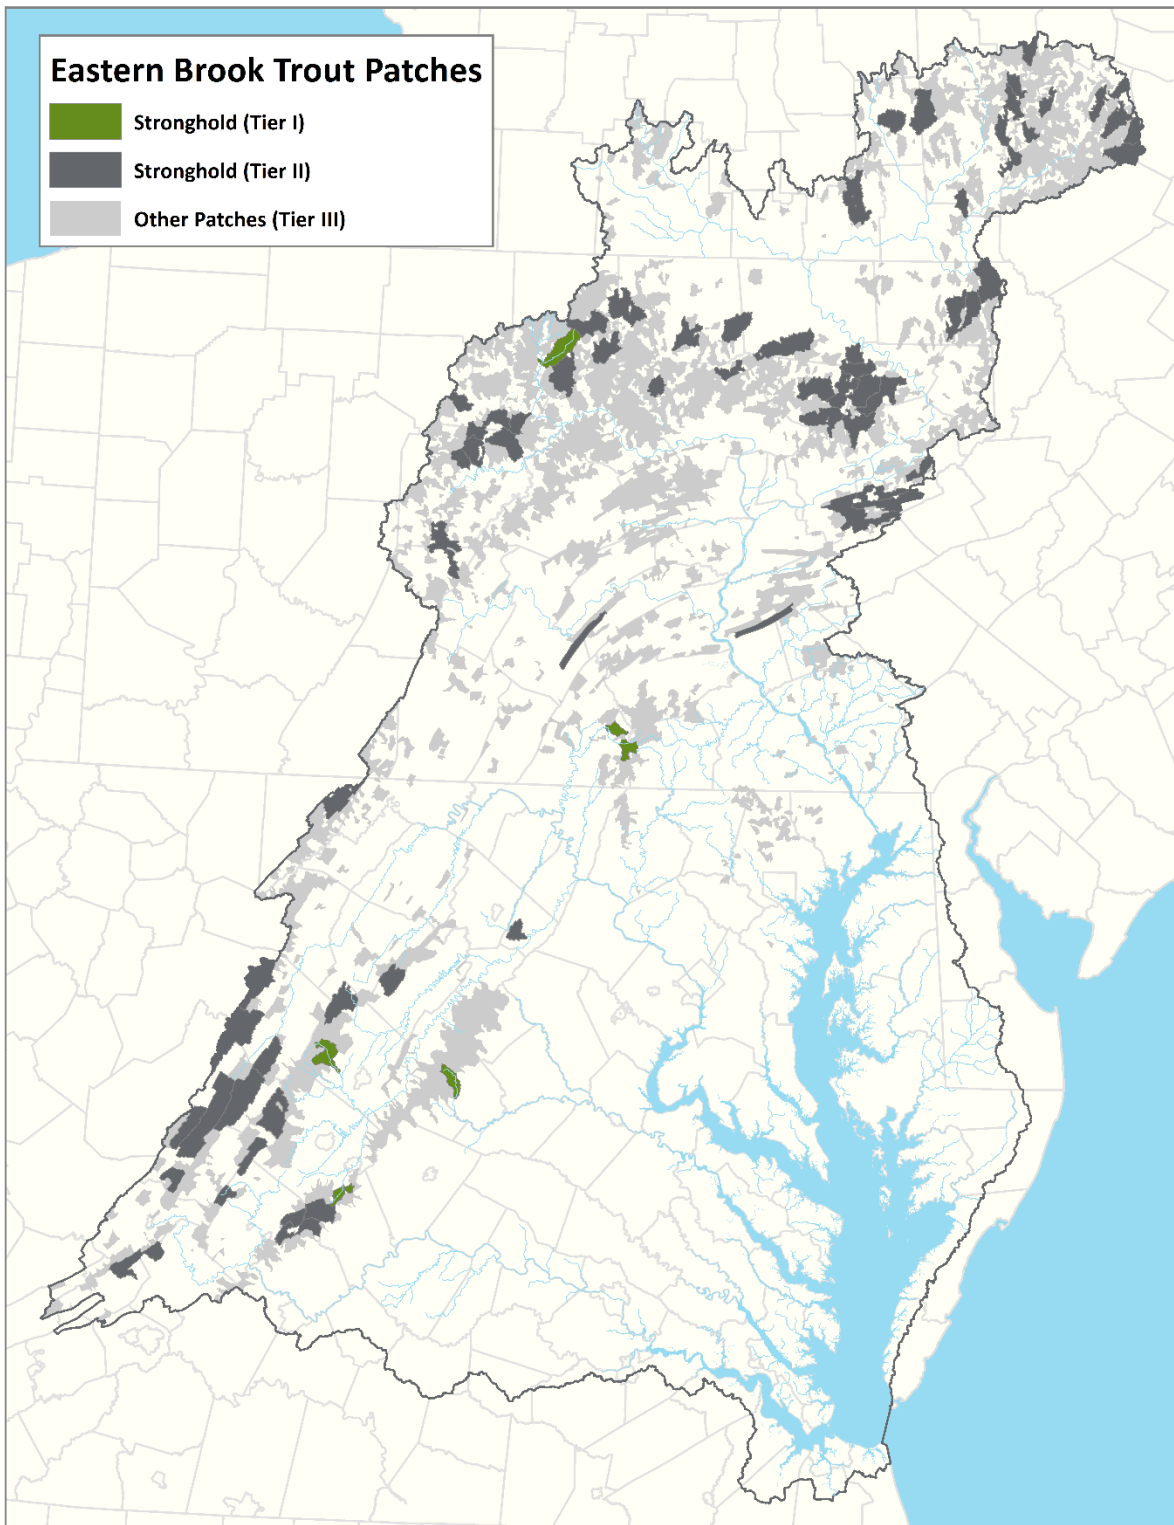 Eastern Brook Trout Patches
Stronghold (Tier I)
Stronghold (Tier II)
Other Patches (Tier III)